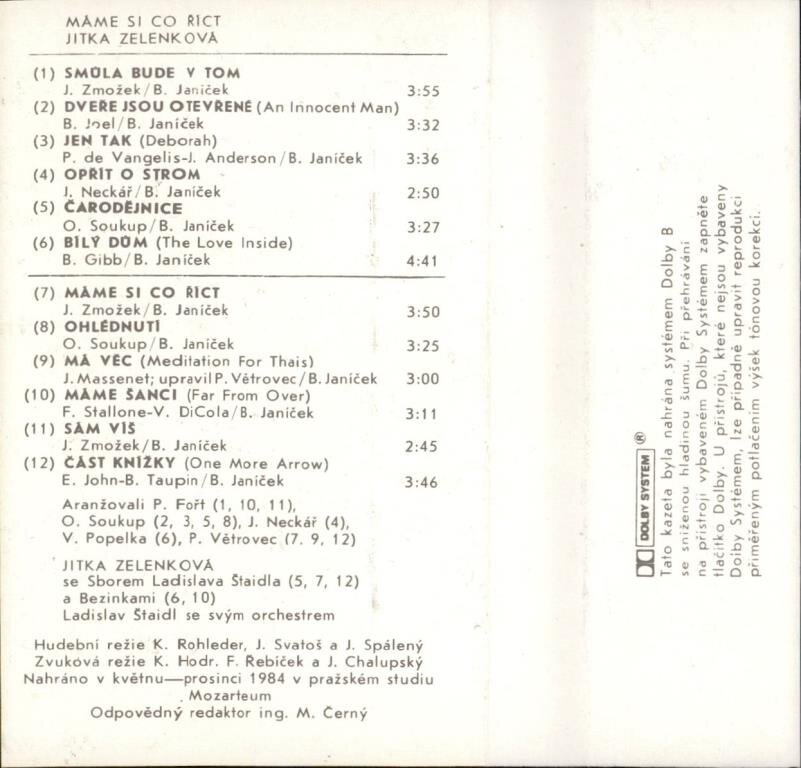 MÁME SI CO ŘÍCT
JITKA ZELENKOVÁ
(1) SMŮLA BUDE V TOM
J. Zmožek/B. Janíček 3:55
(2) DVEŘE JSOU OTEVŘENÉ (An Innocent Man)
B. Joel/B. Janíček 3:32
(3) JEN TAK (Deborah)
P. de Vangelis-J. Anderson/B. Janíček 3:36
(4) OPŘÍT O STROM
J. Neckář/B. Janíček 2:50
(5) ČARODĚJNICE
O. Soukup/B. Janíček 3:27
(6) BÍLÝ DŮM (The Love Inside)
B. Gibb/B. Janíček 4:41
(7) MÁME SI CO ŘÍCT
J. Zmožek/B. Janíček 3:50
(8) OHLÉDNUTÍ
O. Soukup/B. Janíček 3:25
(9) MÁ VĚC (Meditation For Thais)
J. Massenet; upravil P. Větrovec/B. Janíček 3:00
(10) MÁME ŠANCI (Far From Over)
F. Stallone-V. DiCola/B. Janíček 3:11
(11) SÁM VÍŠ
J. Zmožek/B. Janíček 2:45
(12) ČÁST KNÍŽKY (One More Arrow)
E. John-B. Taupin/B. Janíček 3:46
Aranžovali P. Fořt (1, 10, 11),
O. Soukup (2, 3, 5, 8), J. Neckář (4),
V. Popelka (6), P. Větrovec (7. 9, 12)
JITKA ZELENKOVÁ
se Sborem Ladislava Štaidla (5, 7, 12)
a Bezinkami (6, 10)
Ladislav Štaidl se svým orchestrem
Hudební režie K. Rohleder, J. Svatoš a J. Spálený
Zvuková režie K. Hodr. F. Řebíček a J. Chalupský
Nahráno v květnu—prosinci 1984 v pražském studiu
Mozarteum
Odpovědný redaktor ing. M. Černý
DOLBY SYSTEM ®
Tato kazeta byla nahrána systémem Dolby B
se sníženou hladinou šumu. Při přehrávání
na přístroji vybaveném Dolby Systémem zapněte
tlačítko Dolby. U přístrojů, které nejsou vybaveny
Dolby Systémem, lze případně upravit reprodukci
přiměřeným potlačením výšek tónovou korekcí.